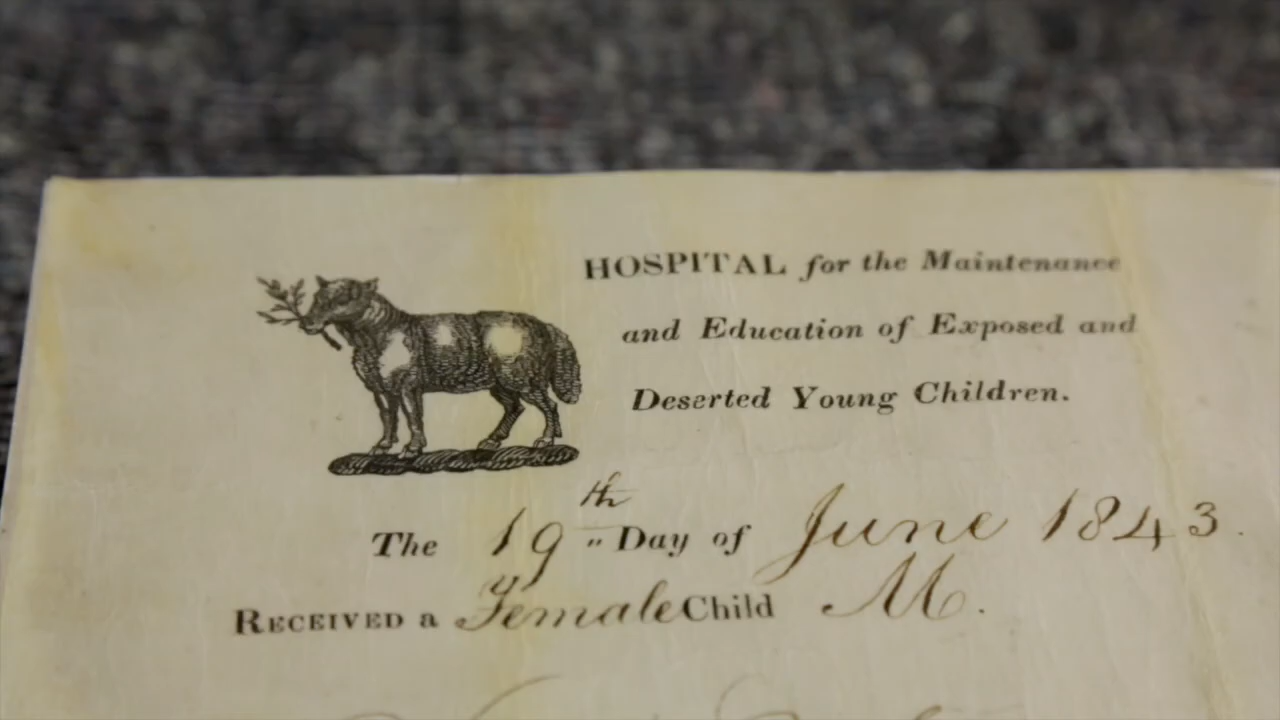 HOSPITAL for the Maintenance
and Education of Exposed and
Deserted Young Children.
The 19th Day of June 1843.
RECEIVED a Female Child M.